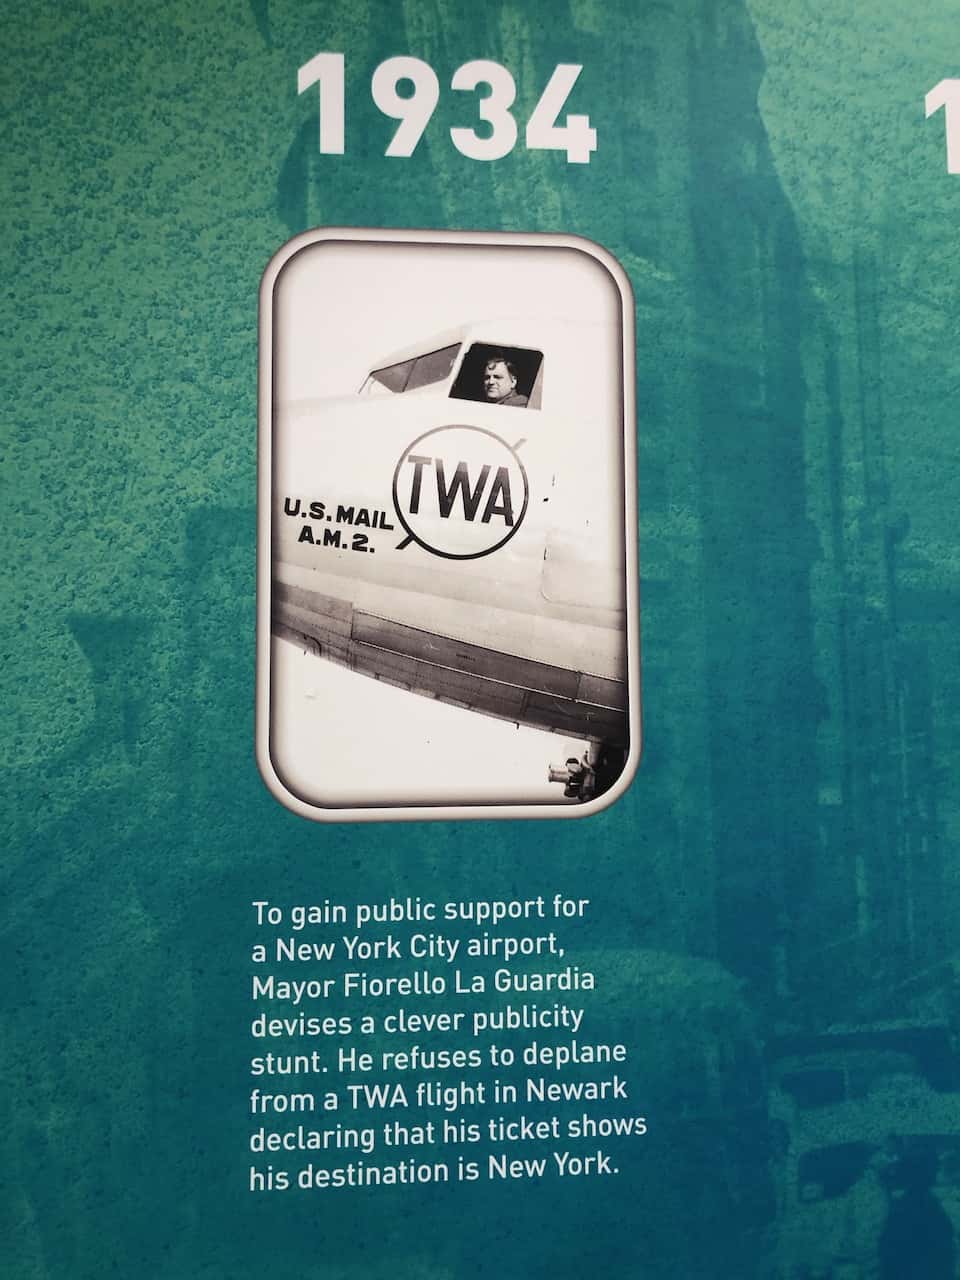 1934
1
TWA
U.S. MAIL
A.M.2.
To gain public support for
a New York City airport,
Mayor Fiorello La Guardia
devises a clever publicity
stunt. He refuses to deplane
from a TWA flight in Newark
declaring that his ticket shows
his destination is New York.